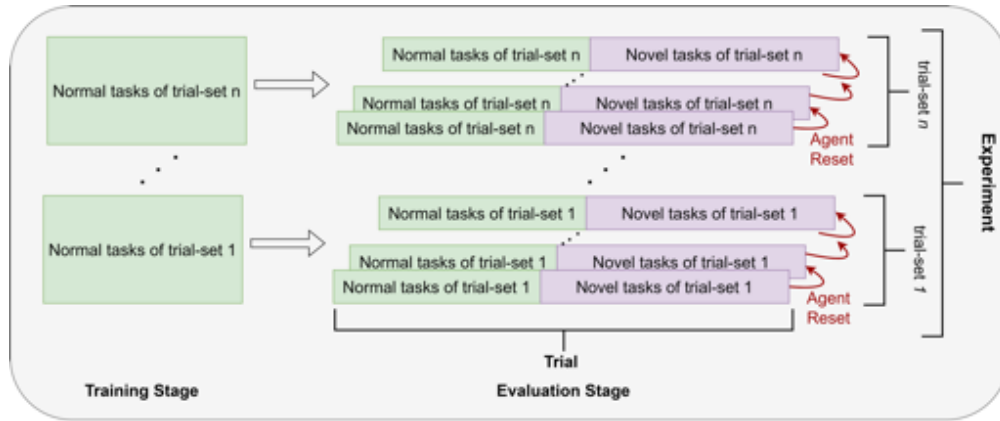 Normal tasks of trial-set n
Normal tasks of trial-set n
Novel tasks of trial-set n
Normal tasks of trial-set n
Novel tasks of trial-set n
Normal tasks of trial-set n
Novel tasks of trial-set n
Agent
Reset
trial-set n
Normal tasks of trial-set 1
Normal tasks of trial-set 1
Novel tasks of trial-set 1
Normal tasks of trial-set 1
Novel tasks of trial-set 1
Normal tasks of trial-set 1
Novel tasks of trial-set 1
Agent
Reset
trial-set 1
Experiment
Trial
Training Stage
Evaluation Stage